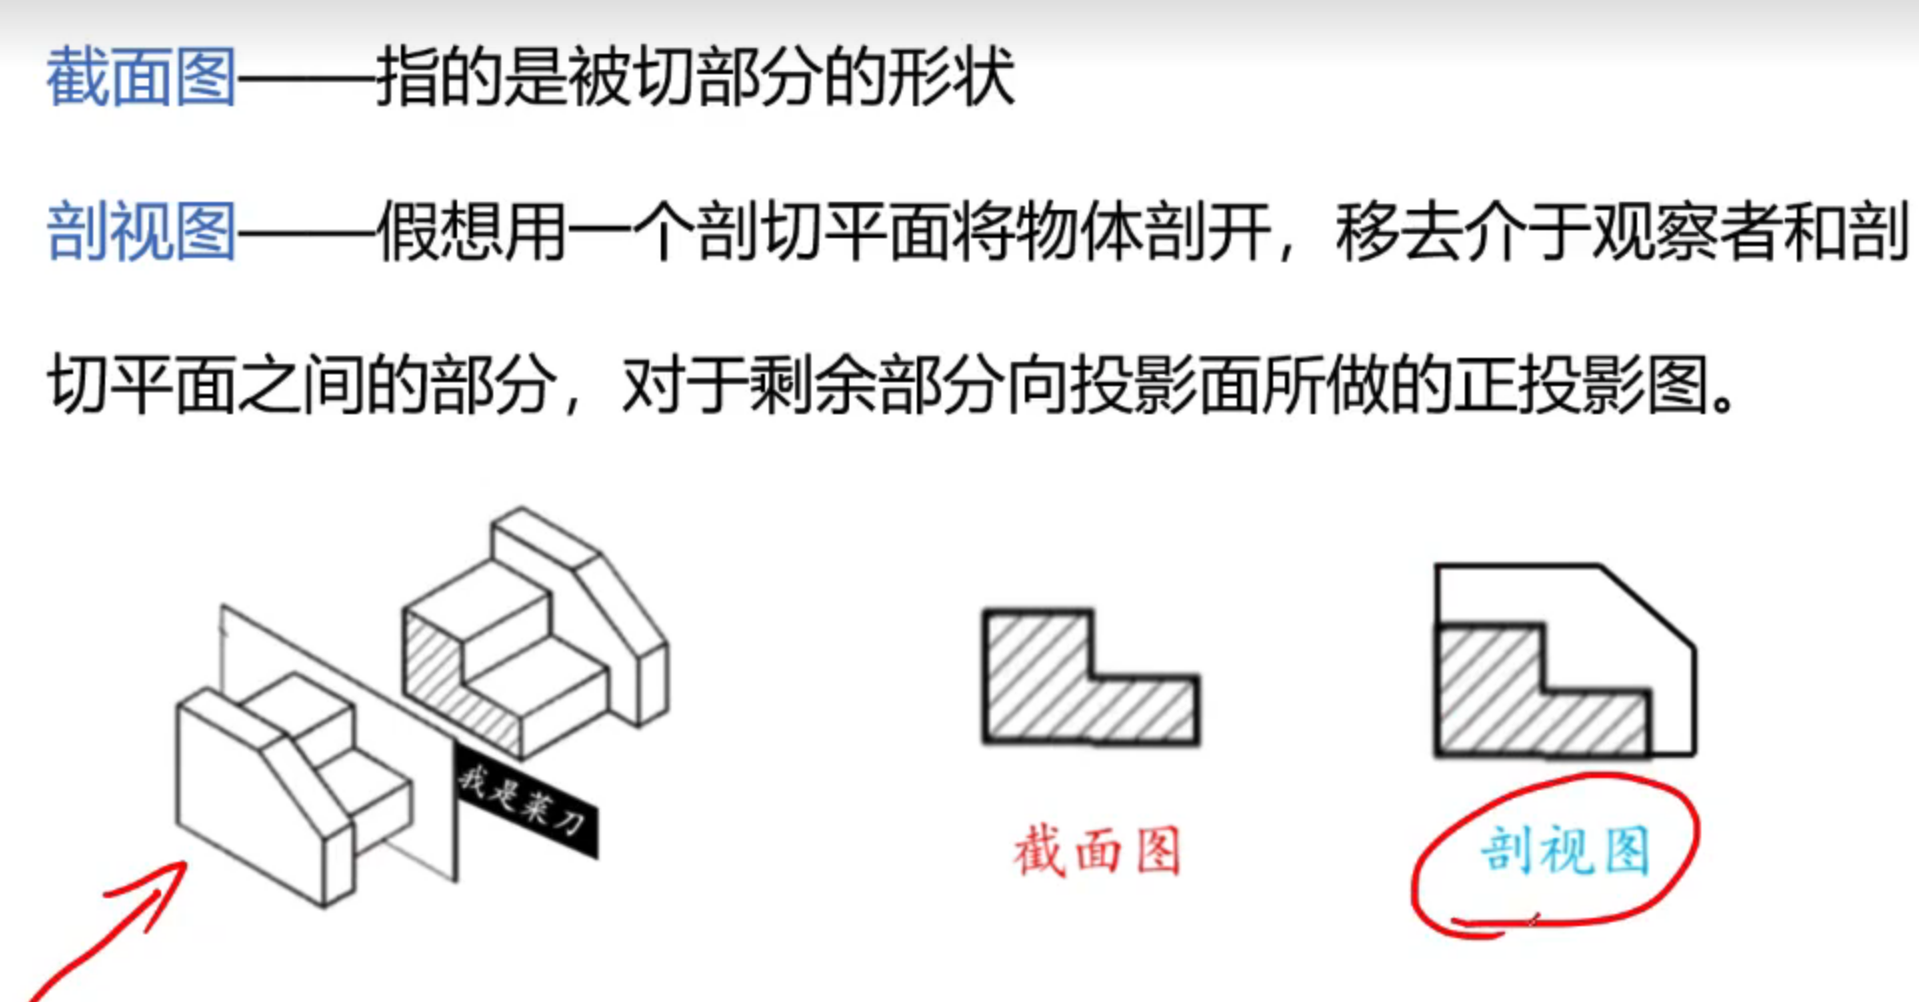 截面图——指的是被切部分的形状
剖视图——假想用一个剖切平面将物体剖开，移去介于观察者和剖
切平面之间的部分，对于剩余部分向投影面所做的正投影图。
我是菜刀
截面图
剖视图